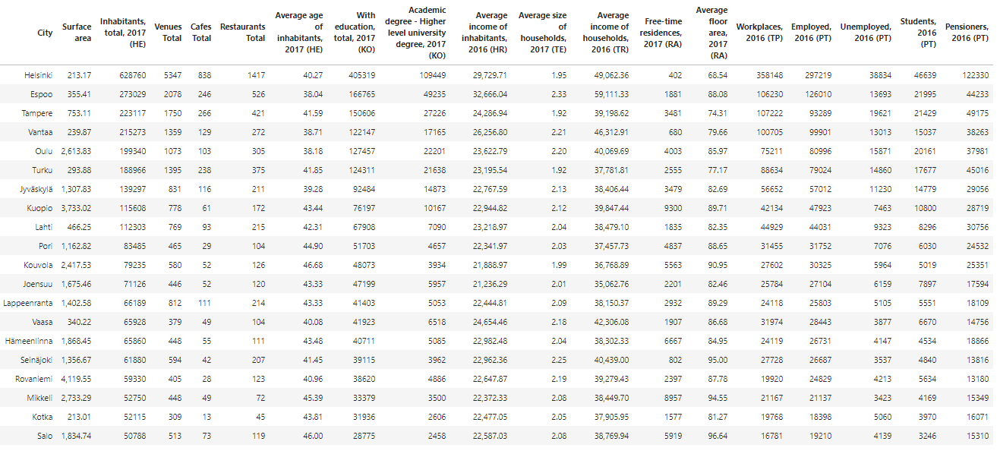 City Surface area Inhabitants, total, 2017 (HE) Venues Total Cafes Total Restaurants Total Average age of inhabitants, 2017 (HE) With education, total, 2017 (KO) Academic degree - Higher level university degree, 2017 (KO) Average income of inhabitants, 2016 (HR) Average size of households, 2017 (TE) Average income of households, 2016 (TR) Free-time residences, 2017 (RA) Average floor area, 2017 (RA) Workplaces, 2016 (TP) Employed, 2016 (PT) Unemployed, 2016 (PT) Students, 2016 (PT) Pensioners, 2016 (PT)
Helsinki 213.17 628760 5347 838 1417 40.27 405319 109449 29,729.71 1.95 49,062.36 402 68.54 358148 297219 38834 46639 122330
Espoo 355.41 273029 2078 246 526 38.04 166765 49235 32,666.04 2.33 59,111.33 1881 88.08 106230 126010 13693 21995 44233
Tampere 753.11 223117 1750 266 421 41.59 150606 27226 24,286.94 1.92 39,198.62 3481 74.31 107222 93289 19621 21429 49175
Vantaa 239.87 215273 1359 129 272 38.71 122147 17165 26,256.80 2.21 46,312.91 680 79.66 100705 99901 13013 15037 38263
Oulu 2,613.83 199340 1073 103 305 38.18 127457 22201 23,622.79 2.20 40,069.69 4003 85.97 75211 80996 15871 20161 37981
Turku 293.88 188966 1395 238 375 41.85 124311 21638 23,195.54 1.92 37,781.81 2555 77.17 88634 79024 14860 17677 45016
Jyväskylä 1,307.83 139297 831 116 211 39.28 92484 14873 22,767.59 2.13 38,406.44 3479 82.69 56652 57012 11230 14779 29056
Kuopio 3,733.02 115608 778 61 172 43.44 76197 10167 22,944.82 2.12 39,847.44 9300 89.71 42134 47923 7463 10800 28719
Lahti 466.25 112303 769 93 215 42.31 67908 7090 23,218.97 2.04 38,479.10 1835 82.35 44929 44031 9323 8296 30756
Pori 1,162.82 83485 465 29 104 44.90 51703 4657 22,341.97 2.03 37,457.73 4837 88.65 31455 31752 7076 6030 24532
Kouvola 2,417.53 79235 580 52 126 46.68 48073 3934 21,888.97 1.99 36,768.89 5563 90.95 27602 30325 5964 5019 25351
Joensuu 1,675.46 71126 446 52 120 43.33 47199 5957 21,236.29 2.01 35,062.76 2201 82.46 25784 27104 6159 7897 17594
Lappeenranta 1,402.58 66189 812 111 214 43.33 41403 5053 22,444.81 2.09 38,150.37 2932 89.29 24118 25803 5105 5551 18109
Vaasa 340.22 65928 379 49 104 40.08 41923 6518 24,654.46 2.18 42,306.08 1907 86.68 31974 28443 3877 6670 14756
Hämeenlinna 1,868.45 65860 448 55 111 43.48 40711 5085 22,982.48 2.04 38,302.33 6667 84.95 24119 26731 4147 4534 18866
Seinäjoki 1,356.67 61880 594 42 207 41.45 39115 3962 22,962.36 2.25 40,439.00 802 95.00 27728 26687 3537 4840 13816
Rovaniemi 4,119.55 59330 405 28 123 40.96 38620 4886 22,647.87 2.19 39,279.43 2397 87.78 19920 24829 4213 5634 13180
Mikkeli 2,733.29 52750 448 49 72 45.39 33379 3500 22,372.33 2.08 38,449.70 8957 94.55 21167 21137 3423 4169 15349
Kotka 213.01 52115 309 13 45 43.81 31936 2606 22,477.05 2.05 37,905.95 1577 81.27 19768 18398 5060 3970 16071
Salo 1,834.74 50788 513 73 119 46.00 28775 2458 22,587.03 2.08 38,769.94 5919 96.64 16781 19210 4139 3246 15310